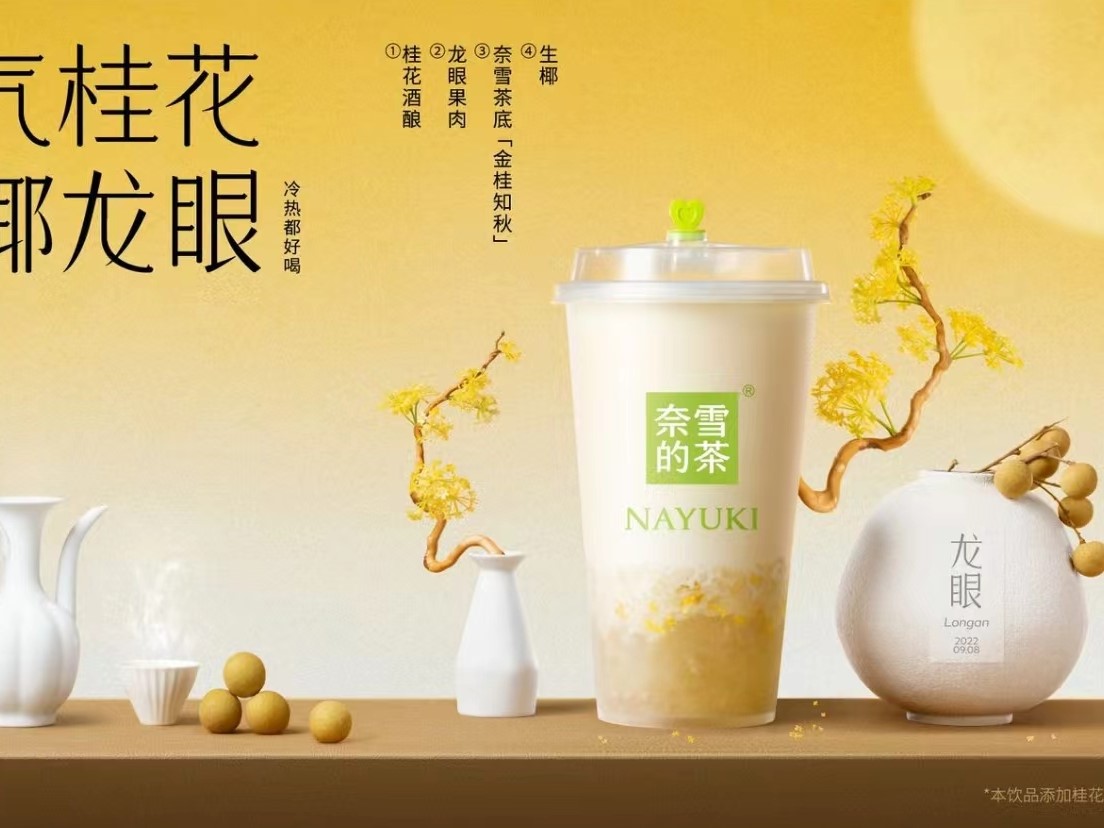 气桂花
椰龙眼
冷热都好喝
①桂花酒酿
②龙眼果肉
③奈雪茶底「金桂知秋」
④生椰
奈雪
的茶
®
NAYUKI
龙眼
Longan
2022
09.08
*本饮品添加桂花